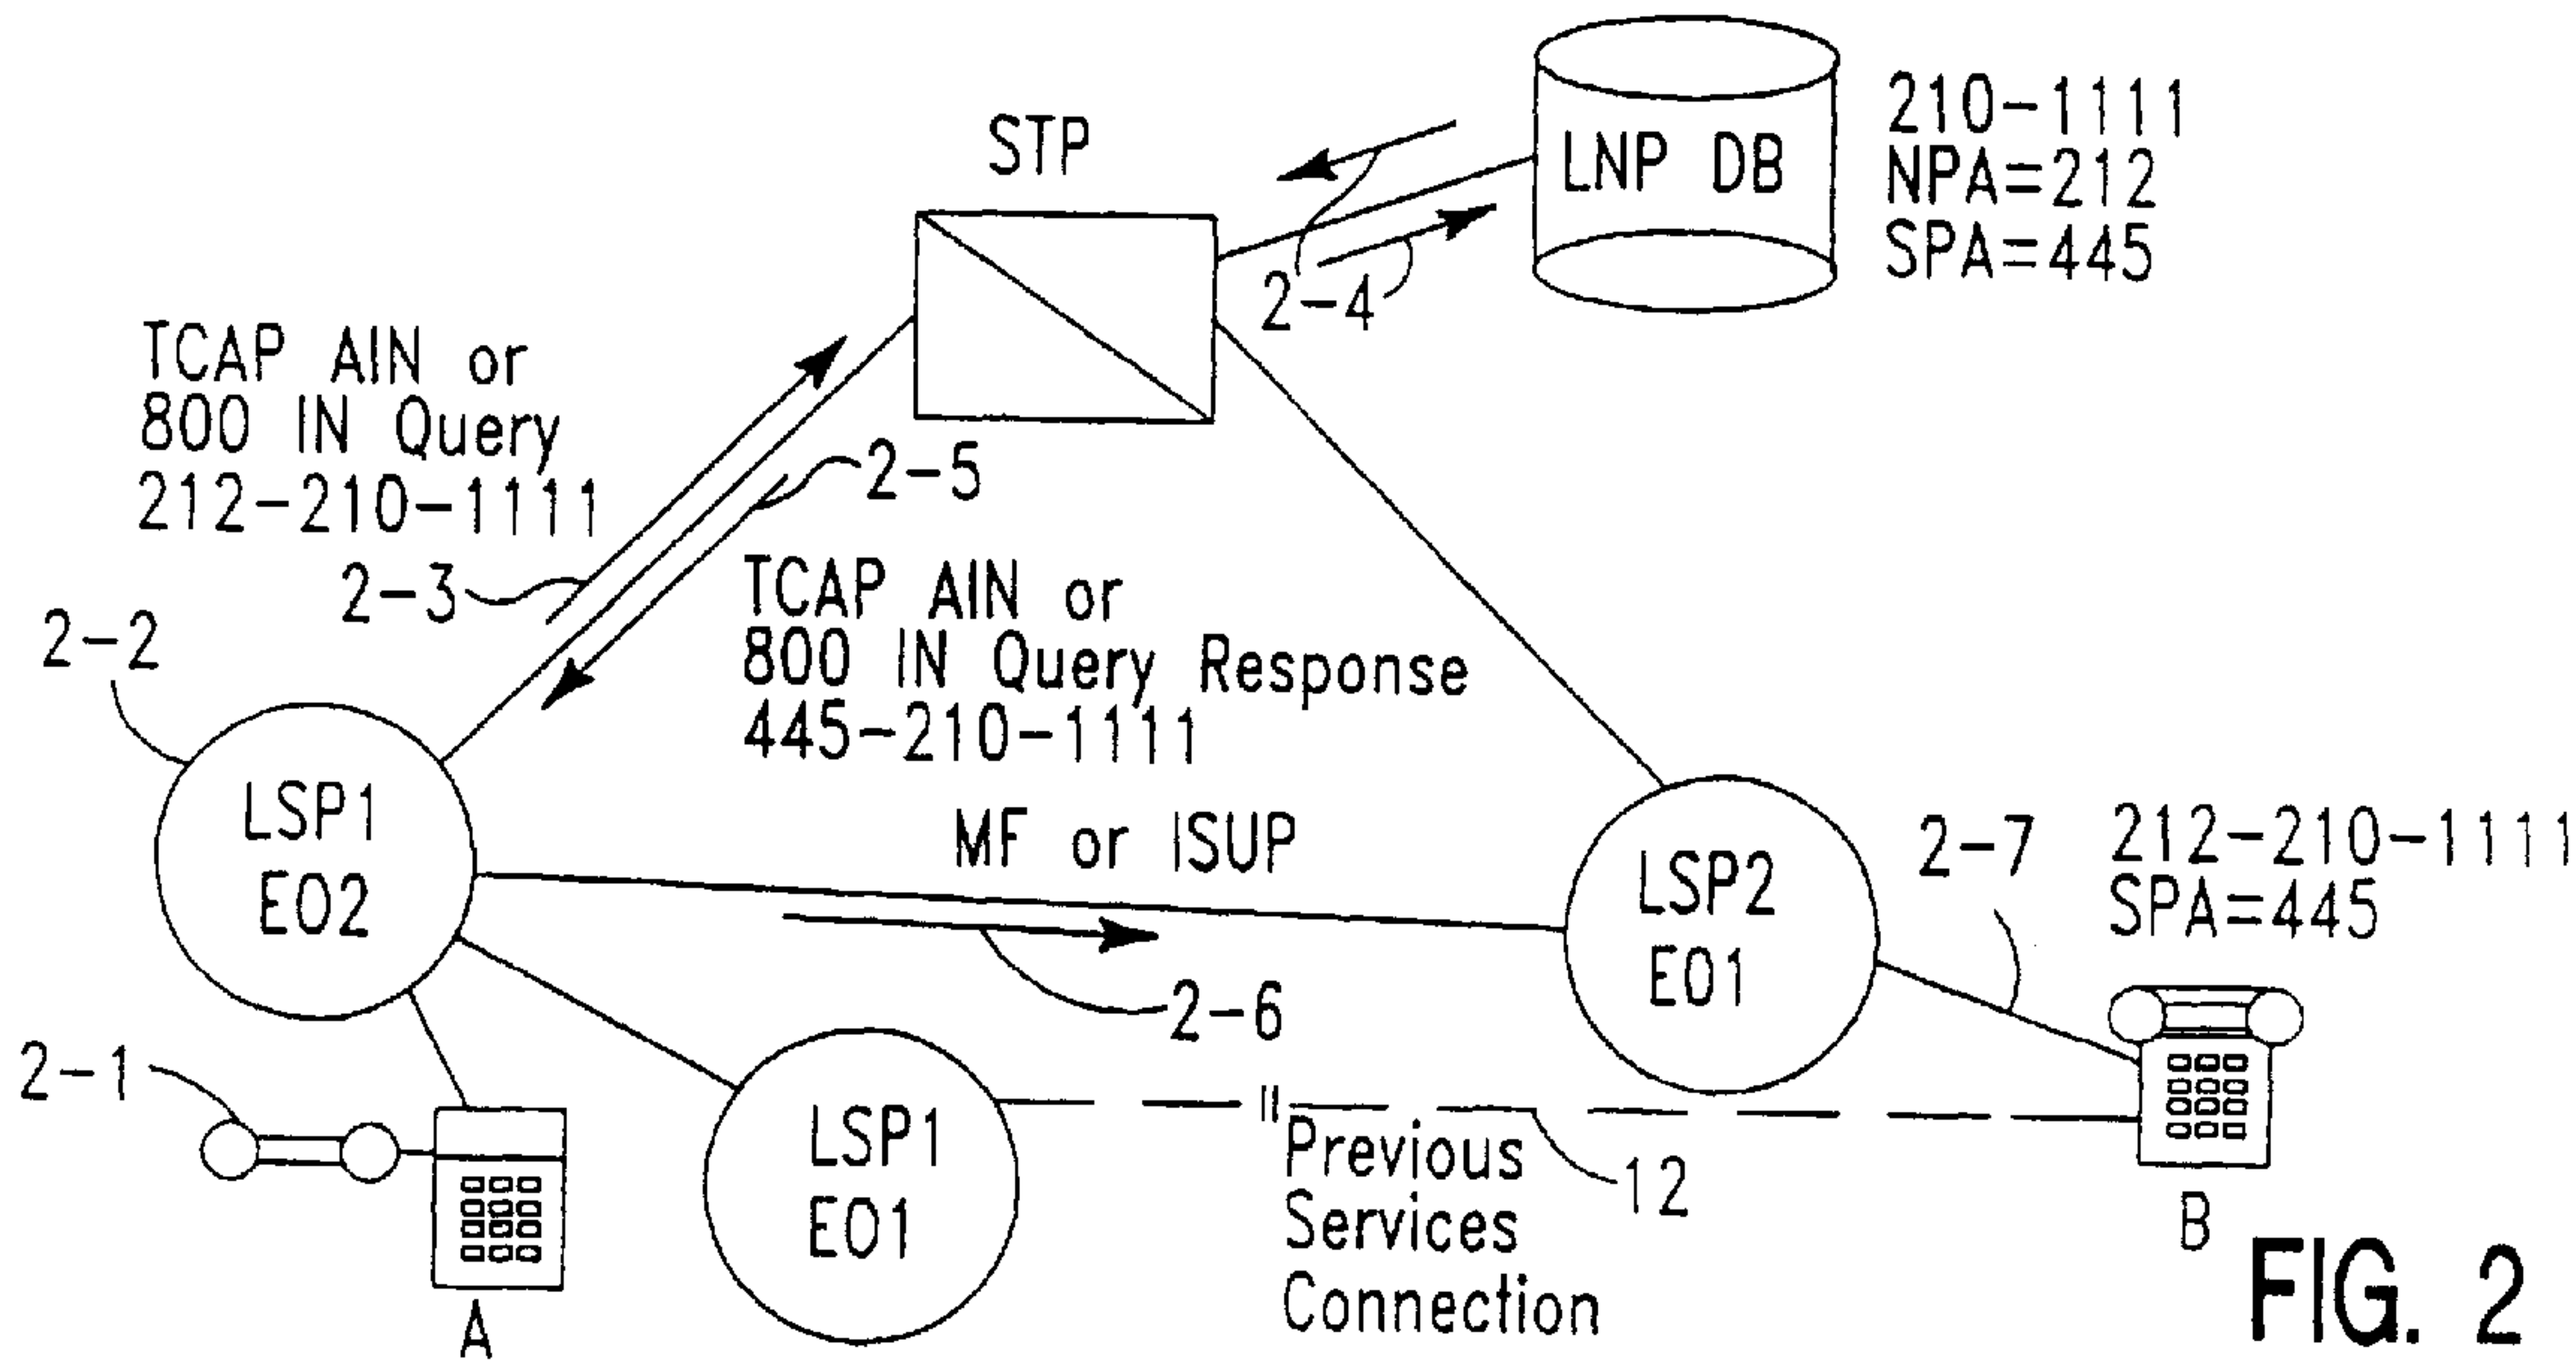 STP
LNP DB
210-1111
NPA=212
SPA=445
2-4
TCAP AIN or
800 IN Query
212-210-1111
2-5
2-3
TCAP AIN or
800 IN Query Response
445-210-1111
2-2
LSP1
EO2
MF or ISUP
2-6
LSP2
EO1
2-7
212-210-1111
SPA=445
2-1
A
LSP1
EO1
"Previous
Services
Connection
12
B
FIG. 2